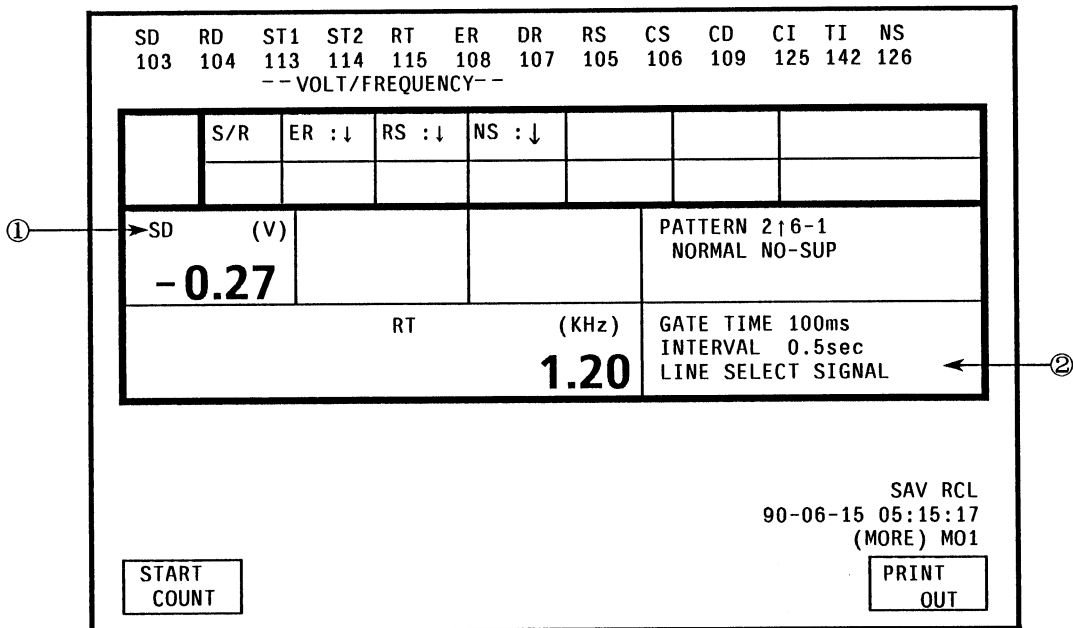 SD RD ST1 ST2 RT ER DR RS CS CD CI TI NS
103 104 113 114 115 108 107 105 106 109 125 142 126
--VOLT/FREQUENCY--
S/R ER :↓ RS :↓ NS :↓
① SD (V) PATTERN 2↑6-1
NORMAL NO-SUP
-0.27
RT (KHz) GATE TIME 100ms
INTERVAL 0.5sec
1.20 LINE SELECT SIGNAL ②
SAV RCL
90-06-15 05:15:17
(MORE) MO1
START PRINT
COUNT OUT